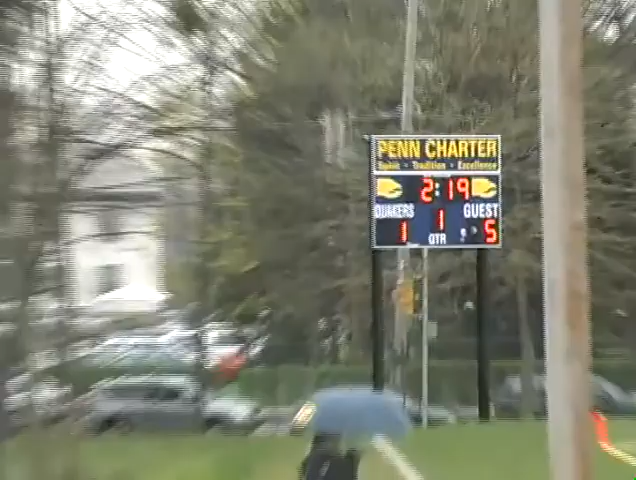 PENN CHARTER
Spirit • Tradition • Excellence
2:19
QUAKERS 1 GUEST
1 QTR 5